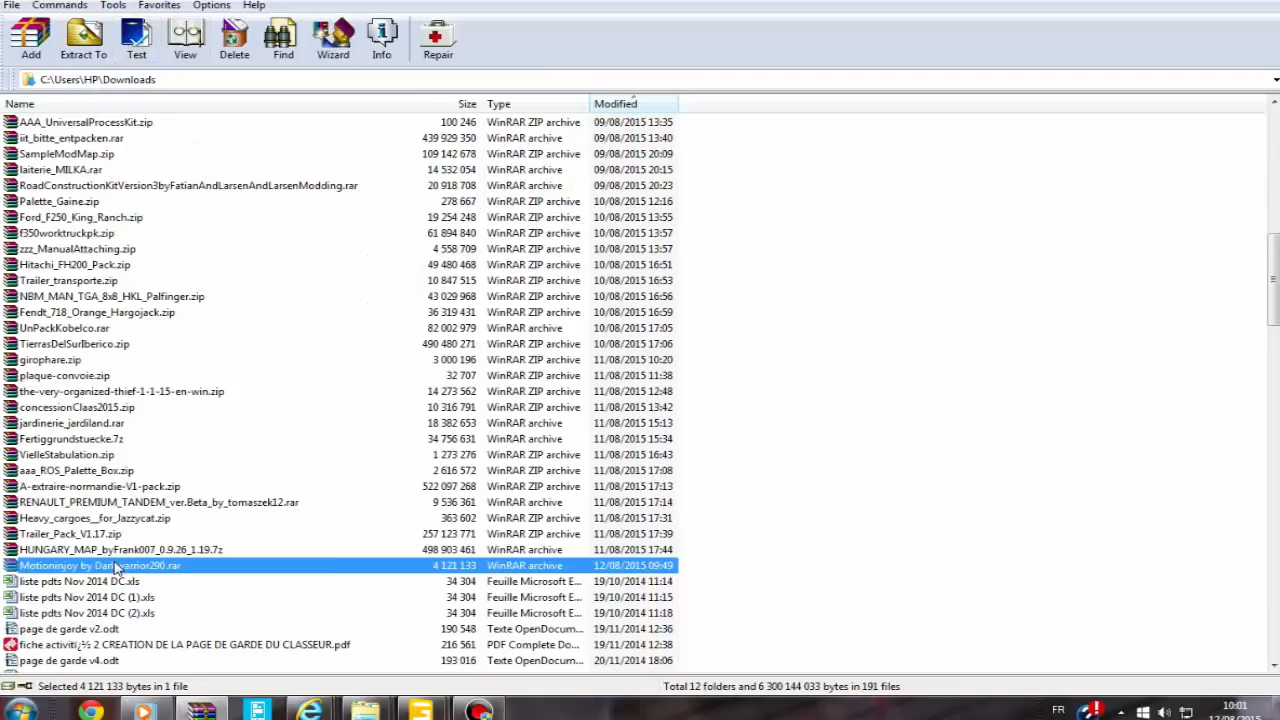 File Commands Tools Favorites Options Help
Add Extract To Test View Delete Find Wizard Info Repair
C:\Users\HP\Downloads
Name Size Type Modified
AAA_UniversalProcessKit.zip 100 246 WinRAR ZIP archive 09/08/2015 13:35
iit_bitte_entpacken.rar 439 929 350 WinRAR archive 09/08/2015 13:40
SampleModMap.zip 109 142 678 WinRAR ZIP archive 09/08/2015 20:09
laiterie_MILKA.rar 14 532 054 WinRAR archive 09/08/2015 20:15
RoadConstructionKitVersion3byFatianAndLarsenAndLarsenModding.rar 20 918 708 WinRAR archive 09/08/2015 20:23
Palette_Gaine.zip 278 667 WinRAR ZIP archive 10/08/2015 12:16
Ford_F250_King_Ranch.zip 19 254 248 WinRAR ZIP archive 10/08/2015 13:55
f350worktruckpk.zip 61 894 840 WinRAR ZIP archive 10/08/2015 13:57
zzz_ManualAttaching.zip 4 558 709 WinRAR ZIP archive 10/08/2015 13:57
Hitachi_FH200_Pack.zip 49 480 468 WinRAR ZIP archive 10/08/2015 16:51
Trailer_transporte.zip 10 847 515 WinRAR ZIP archive 10/08/2015 16:53
NBM_MAN_TGA_8x8_HKL_Palfinger.zip 43 029 968 WinRAR ZIP archive 10/08/2015 16:56
Fendt_718_Orange_Hargojack.zip 36 319 431 WinRAR ZIP archive 10/08/2015 16:59
UnPackKobelco.rar 82 002 979 WinRAR archive 10/08/2015 17:05
TierrasDelSurIberico.zip 490 480 271 WinRAR ZIP archive 10/08/2015 17:06
girophare.zip 3 000 196 WinRAR ZIP archive 11/08/2015 10:20
plaque-convoie.zip 32 707 WinRAR ZIP archive 11/08/2015 11:38
the-very-organized-thief-1-1-15-en-win.zip 14 273 562 WinRAR ZIP archive 11/08/2015 12:48
concessionClaas2015.zip 10 316 791 WinRAR ZIP archive 11/08/2015 13:42
jardinerie_jardiland.rar 18 382 653 WinRAR archive 11/08/2015 15:13
Fertiggrundstuecke.7z 34 756 631 WinRAR archive 11/08/2015 15:34
VielleStabulation.zip 1 273 276 WinRAR ZIP archive 11/08/2015 16:43
aaa_ROS_Palette_Box.zip 2 616 572 WinRAR ZIP archive 11/08/2015 17:08
A-extraire-normandie-V1-pack.zip 522 097 268 WinRAR ZIP archive 11/08/2015 17:13
RENAULT_PREMIUM_TANDEM_ver.Beta_by_tomaszek12.rar 9 536 361 WinRAR archive 11/08/2015 17:14
Heavy_cargoes__for_Jazzycat.zip 363 602 WinRAR ZIP archive 11/08/2015 17:31
Trailer_Pack_V1.17.zip 257 123 771 WinRAR ZIP archive 11/08/2015 17:39
HUNGARY_MAP_byFrank007_0.9.26_1.19.7z 498 903 461 WinRAR archive 11/08/2015 17:44
Motioninjoy by Darkwarrior290.rar 4 121 133 WinRAR archive 12/08/2015 09:49
liste pdts Nov 2014 DC.xls 34 304 Feuille Microsoft E... 19/10/2014 11:14
liste pdts Nov 2014 DC (1).xls 34 304 Feuille Microsoft E... 19/10/2014 11:15
liste pdts Nov 2014 DC (2).xls 34 304 Feuille Microsoft E... 19/10/2014 11:18
page de garde v2.odt 190 548 Texte OpenDocum... 19/11/2014 12:36
fiche activitï¿½ 2 CREATION DE LA PAGE DE GARDE DU CLASSEUR.pdf 216 561 PDF Complete Do... 19/11/2014 12:38
page de garde v4.odt 193 016 Texte OpenDocum... 20/11/2014 18:06
Selected 4 121 133 bytes in 1 file Total 12 folders and 6 300 144 033 bytes in 191 files
FR 10:01
12/08/2015